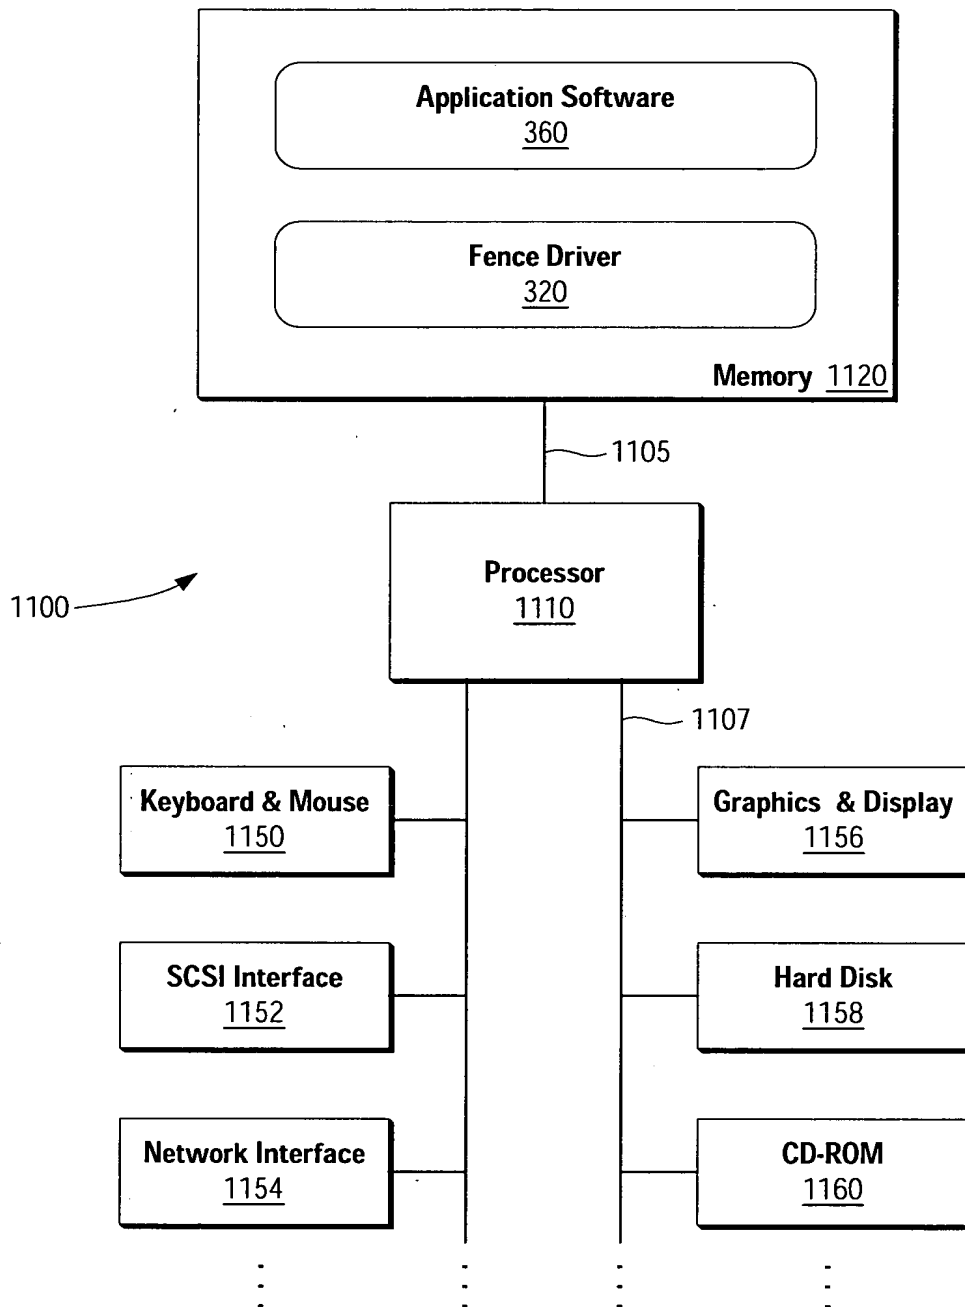 Application Software
360
Fence Driver
320
Memory 1120
1105
Processor
1110
1100
1107
Keyboard & Mouse
1150
Graphics & Display
1156
SCSI Interface
1152
Hard Disk
1158
Network Interface
1154
CD-ROM
1160